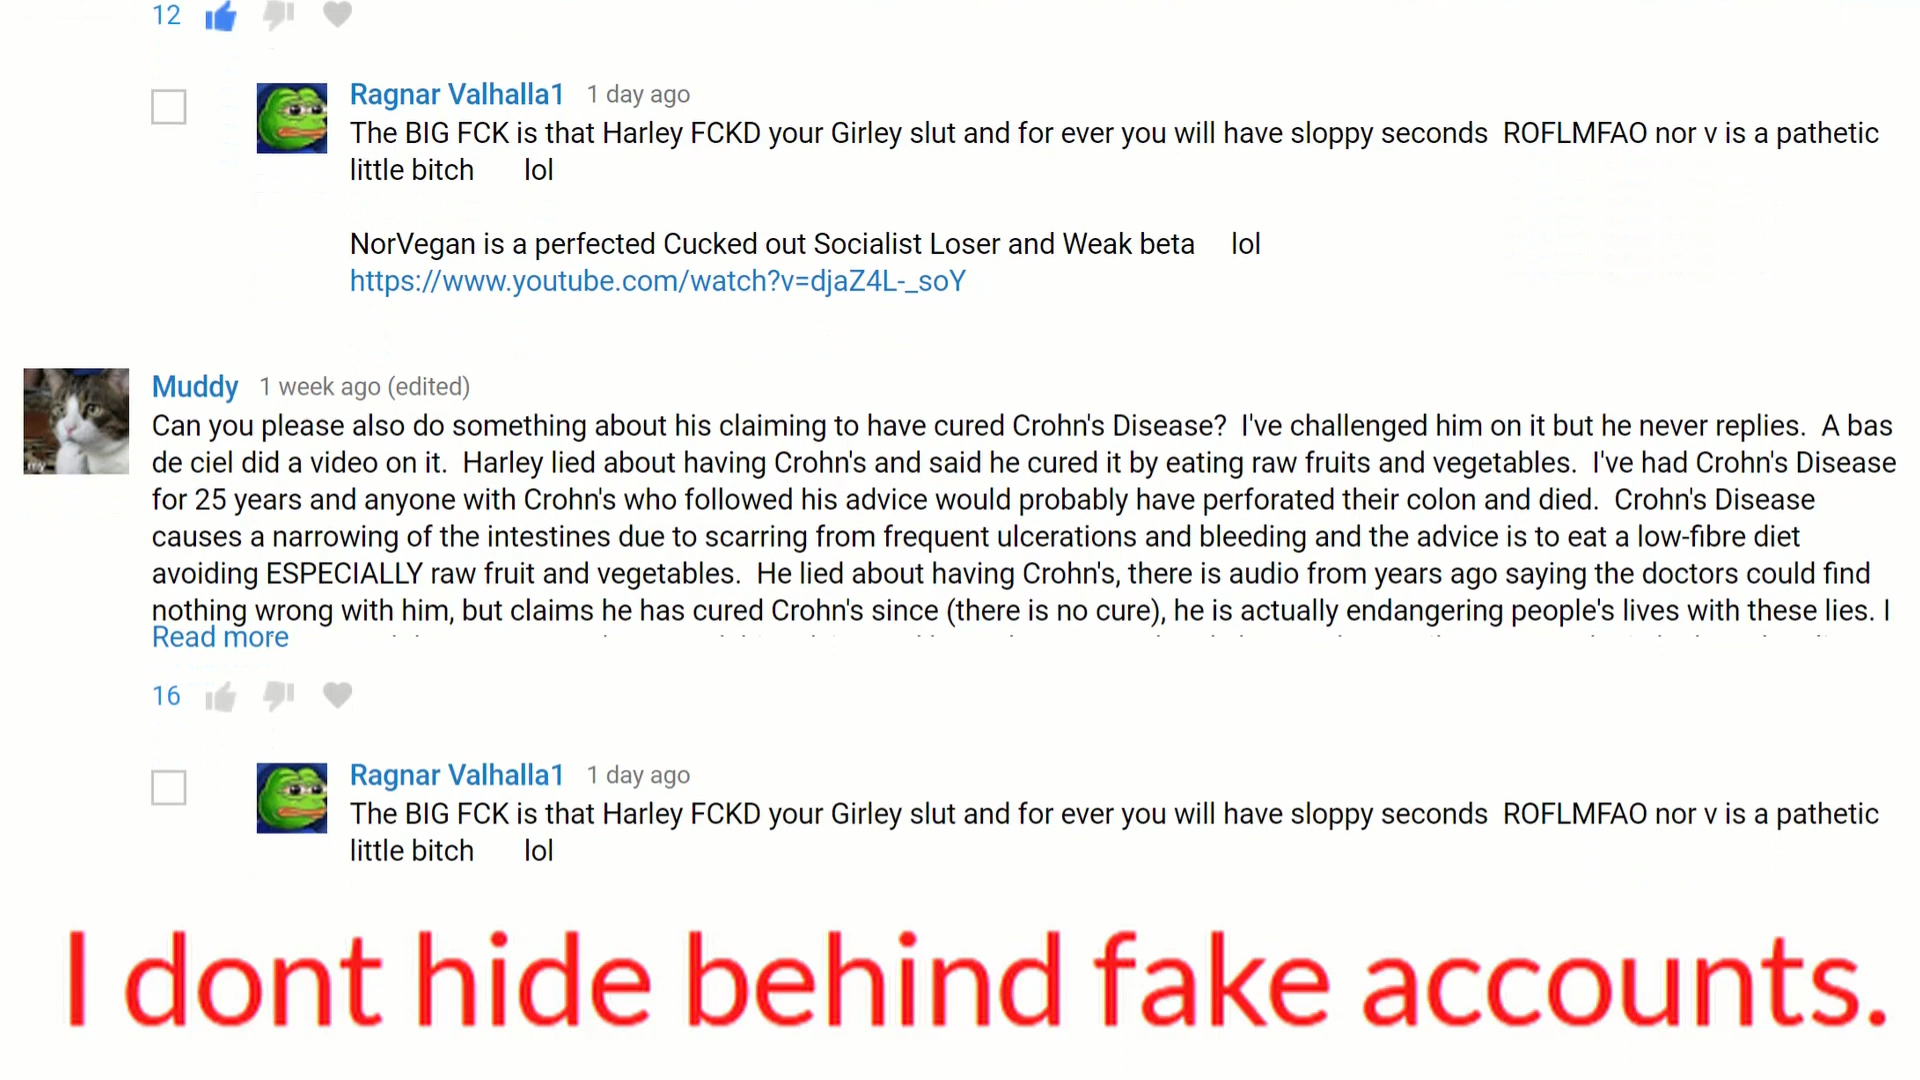 12
Ragnar Valhalla1 1 day ago
The BIG FCK is that Harley FCKD your Girley slut and for ever you will have sloppy seconds ROFLMFAO nor v is a pathetic
little bitch lol
NorVegan is a perfected Cucked out Socialist Loser and Weak beta lol
https://www.youtube.com/watch?v=djaZ4L-_soY
Muddy 1 week ago (edited)
Can you please also do something about his claiming to have cured Crohn's Disease? I've challenged him on it but he never replies. A bas
de ciel did a video on it. Harley lied about having Crohn's and said he cured it by eating raw fruits and vegetables. I've had Crohn's Disease
for 25 years and anyone with Crohn's who followed his advice would probably have perforated their colon and died. Crohn's Disease
causes a narrowing of the intestines due to scarring from frequent ulcerations and bleeding and the advice is to eat a low-fibre diet
avoiding ESPECIALLY raw fruit and vegetables. He lied about having Crohn's, there is audio from years ago saying the doctors could find
nothing wrong with him, but claims he has cured Crohn's since (there is no cure), he is actually endangering people's lives with these lies. I
Read more
16
Ragnar Valhalla1 1 day ago
The BIG FCK is that Harley FCKD your Girley slut and for ever you will have sloppy seconds ROFLMFAO nor v is a pathetic
little bitch lol
I dont hide behind fake accounts.